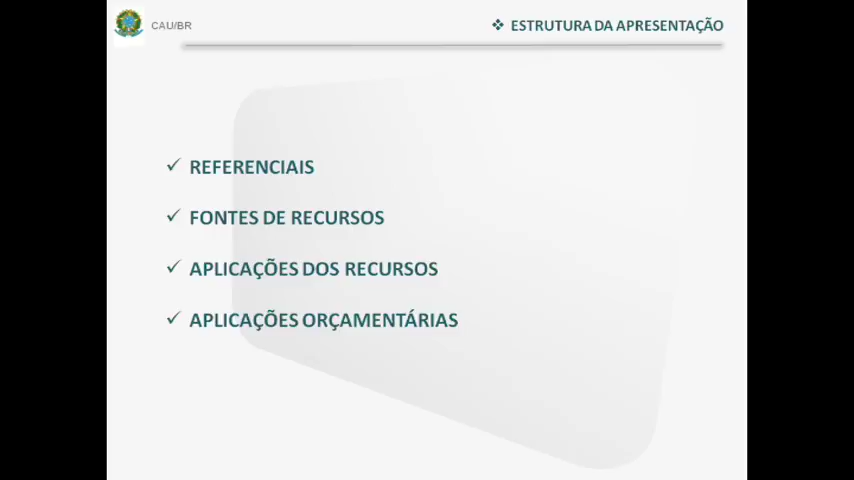 CAU/BR
❖ ESTRUTURA DA APRESENTAÇÃO
✓ REFERENCIAIS
✓ FONTES DE RECURSOS
✓ APLICAÇÕES DOS RECURSOS
✓ APLICAÇÕES ORÇAMENTÁRIAS